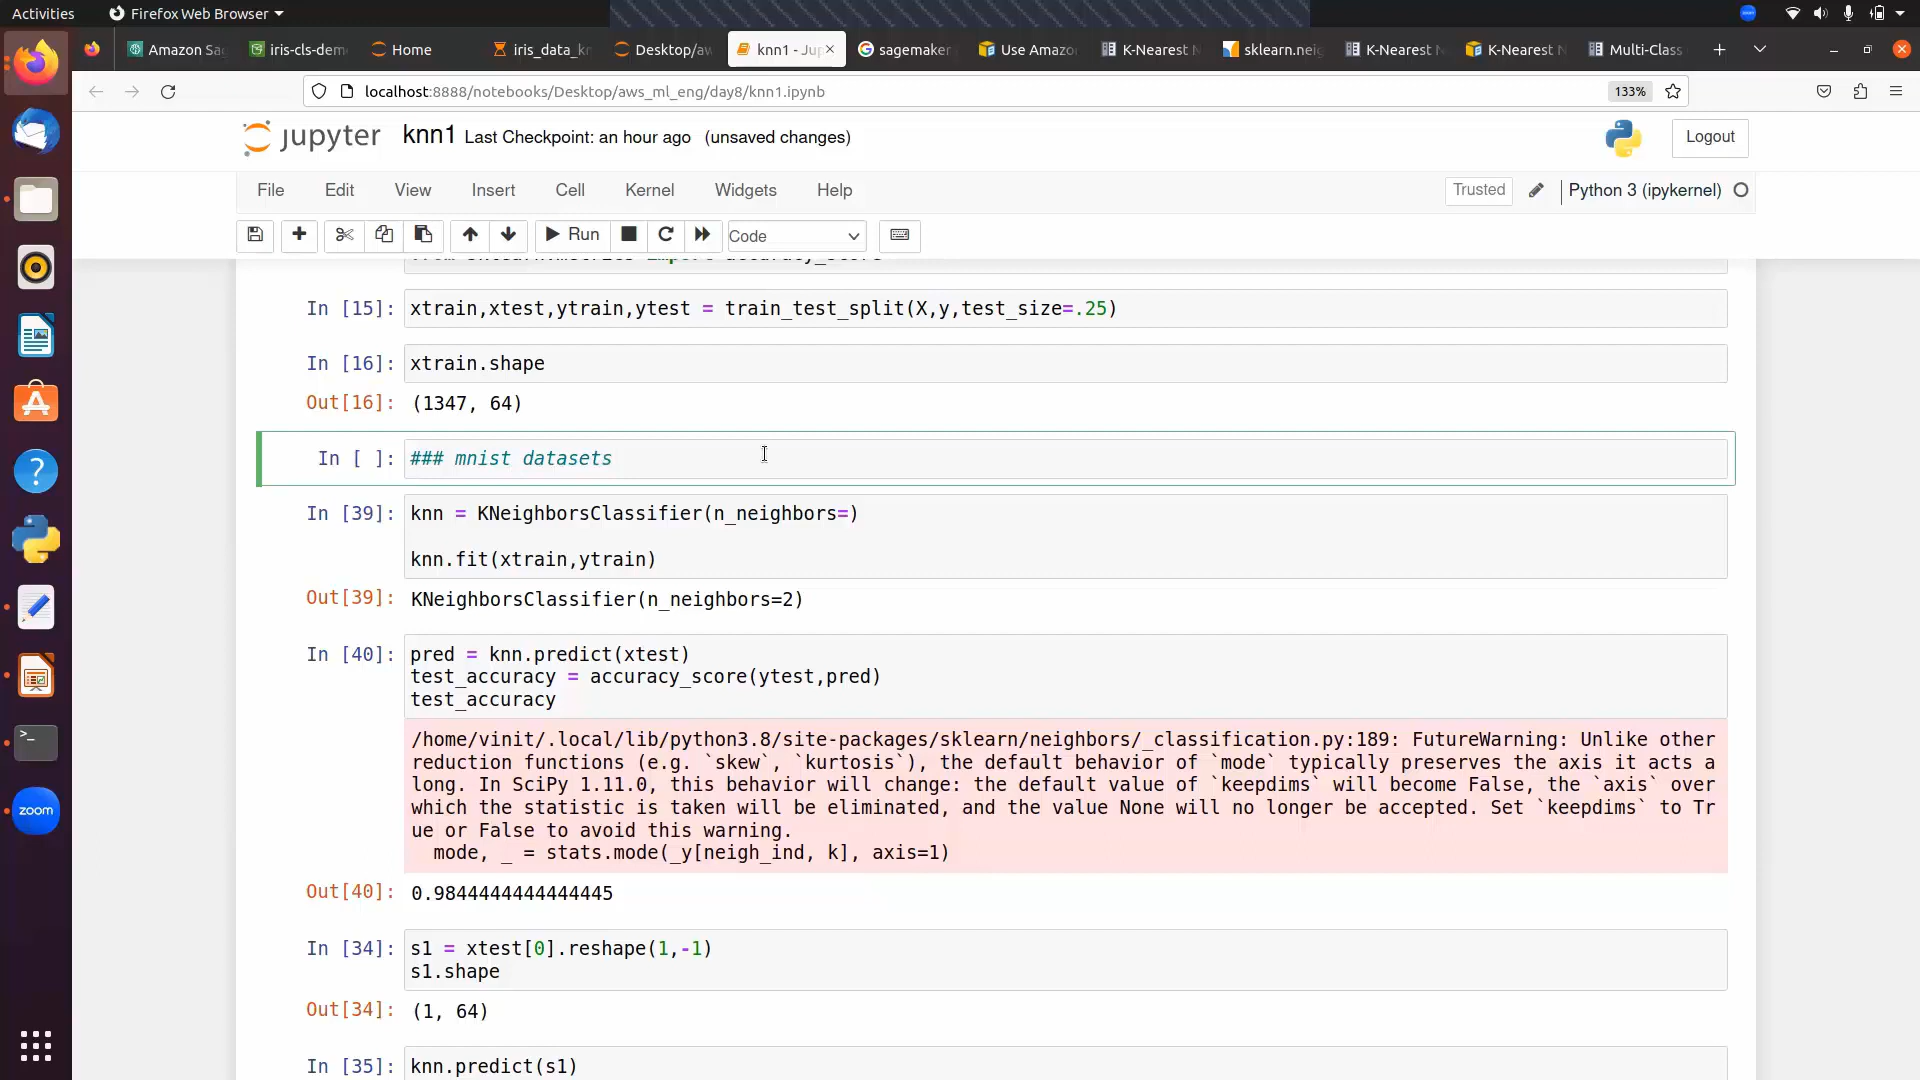 Activities
Firefox Web Browser
Amazon Sag
iris-cls-dem
Home
iris_data_kn
Desktop/aw
knn1 - Jup
sagemaker
Use Amazo
K-Nearest N
sklearn.neig
K-Nearest N
K-Nearest N
Multi-Class
localhost:8888/notebooks/Desktop/aws_ml_eng/day8/knn1.ipynb
133%
jupyter knn1 Last Checkpoint: an hour ago (unsaved changes)
Logout
File Edit View Insert Cell Kernel Widgets Help
Trusted
Python 3 (ipykernel)
Run
Code
In [15]: xtrain,xtest,ytrain,ytest = train_test_split(X,y,test_size=.25)
In [16]: xtrain.shape
Out[16]: (1347, 64)
In [ ]: ### mnist datasets
In [39]: knn = KNeighborsClassifier(n_neighbors=)
knn.fit(xtrain,ytrain)
Out[39]: KNeighborsClassifier(n_neighbors=2)
In [40]: pred = knn.predict(xtest)
test_accuracy = accuracy_score(ytest,pred)
test_accuracy
/home/vinit/.local/lib/python3.8/site-packages/sklearn/neighbors/_classification.py:189: FutureWarning: Unlike other
reduction functions (e.g. `skew`, `kurtosis`), the default behavior of `mode` typically preserves the axis it acts a
long. In SciPy 1.11.0, this behavior will change: the default value of `keepdims` will become False, the `axis` over
which the statistic is taken will be eliminated, and the value None will no longer be accepted. Set `keepdims` to Tr
ue or False to avoid this warning.
mode, _ = stats.mode(_y[neigh_ind, k], axis=1)
Out[40]: 0.9844444444444445
In [34]: s1 = xtest[0].reshape(1,-1)
s1.shape
Out[34]: (1, 64)
In [35]: knn.predict(s1)
zoom